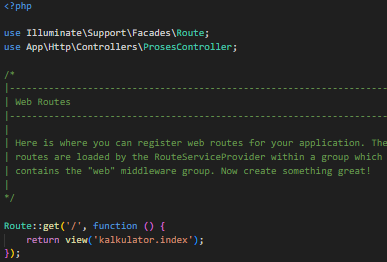 <?php
use Illuminate\Support\Facades\Route;
use App\Http\Controllers\ProsesController;
/*
|--------------------------------------------------------------------
| Web Routes
|--------------------------------------------------------------------
|
| Here is where you can register web routes for your application. The
| routes are loaded by the RouteServiceProvider within a group which
| contains the "web" middleware group. Now create something great!
|
*/
Route::get('/', function () {
    return view('kalkulator.index');
});